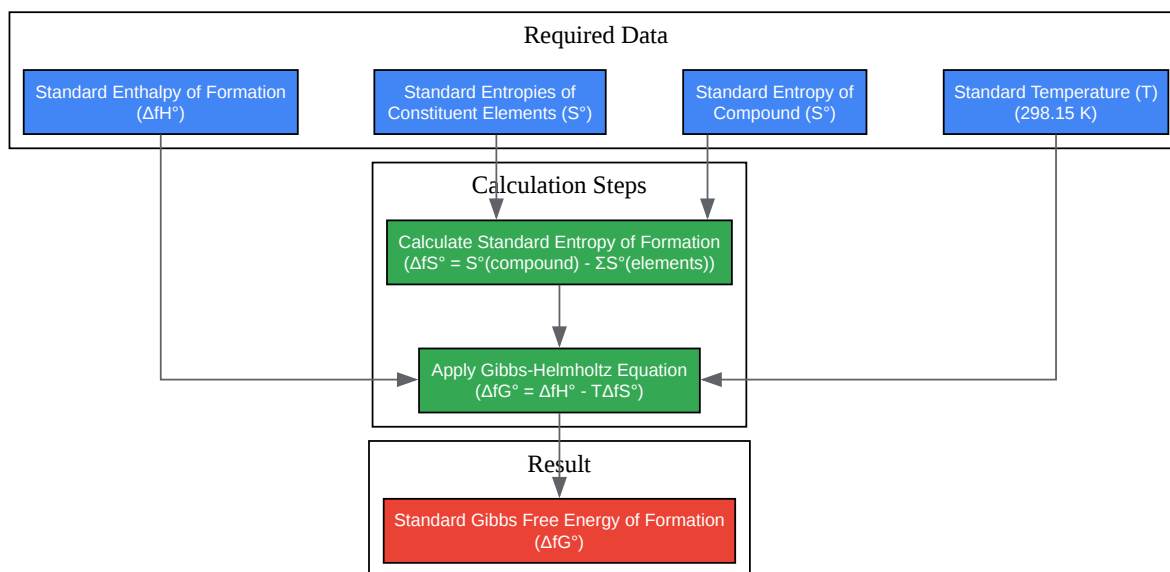 Required Data
Standard Enthalpy of Formation
(ΔfH°)
Standard Entropies of
Constituent Elements (S°)
Standard Entropy of
Compound (S°)
Standard Temperature (T)
(298.15 K)
Calculation Steps
Calculate Standard Entropy of Formation
(ΔfS° = S°(compound) - ΣS°(elements))
Apply Gibbs-Helmholtz Equation
(ΔfG° = ΔfH° - TΔfS°)
Result
Standard Gibbs Free Energy of Formation
(ΔfG°)